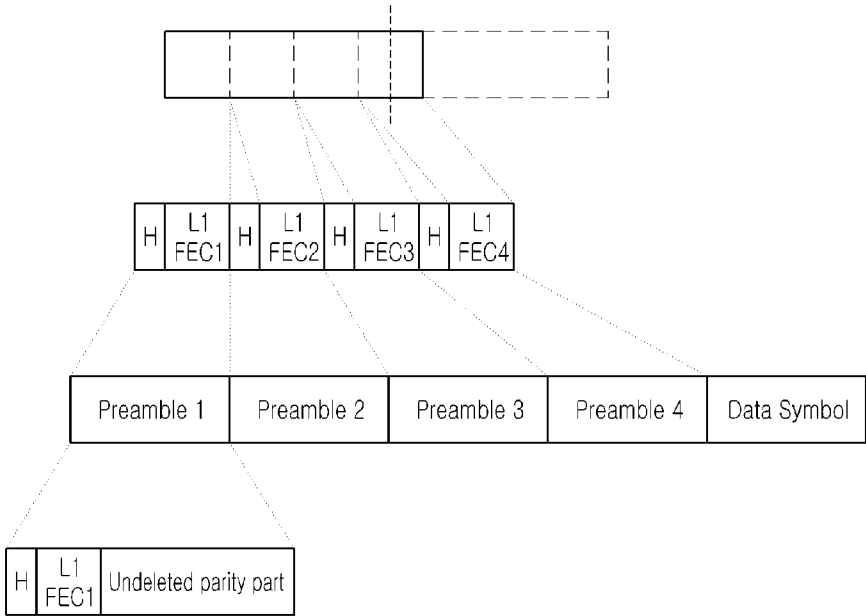 H L1 FEC1 H L1 FEC2 H L1 FEC3 H L1 FEC4
Preamble 1 Preamble 2 Preamble 3 Preamble 4 Data Symbol
H L1 FEC1 Undeleted parity part